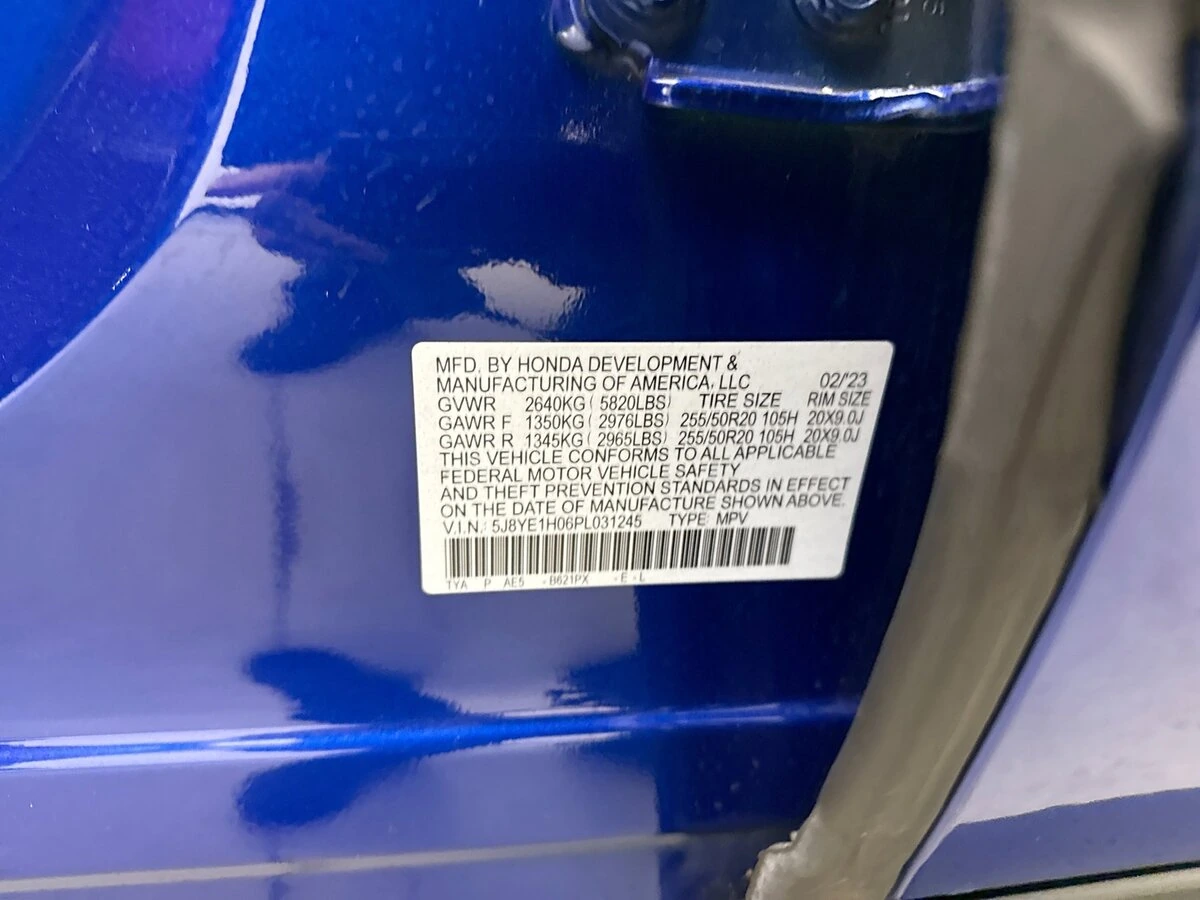 MFD. BY HONDA DEVELOPMENT &
MANUFACTURING OF AMERICA, LLC 02/'23
GVWR 2640KG ( 5820LBS) TIRE SIZE RIM SIZE
GAWR F 1350KG ( 2976LBS) 255/50R20 105H 20X9.0J
GAWR R 1345KG ( 2965LBS) 255/50R20 105H 20X9.0J
THIS VEHICLE CONFORMS TO ALL APPLICABLE
FEDERAL MOTOR VEHICLE SAFETY
AND THEFT PREVENTION STANDARDS IN EFFECT
ON THE DATE OF MANUFACTURE SHOWN ABOVE.
V.I.N.: 5J8YE1H06PL031245 TYPE: MPV
TYA P AE5 -B621PX -E-L